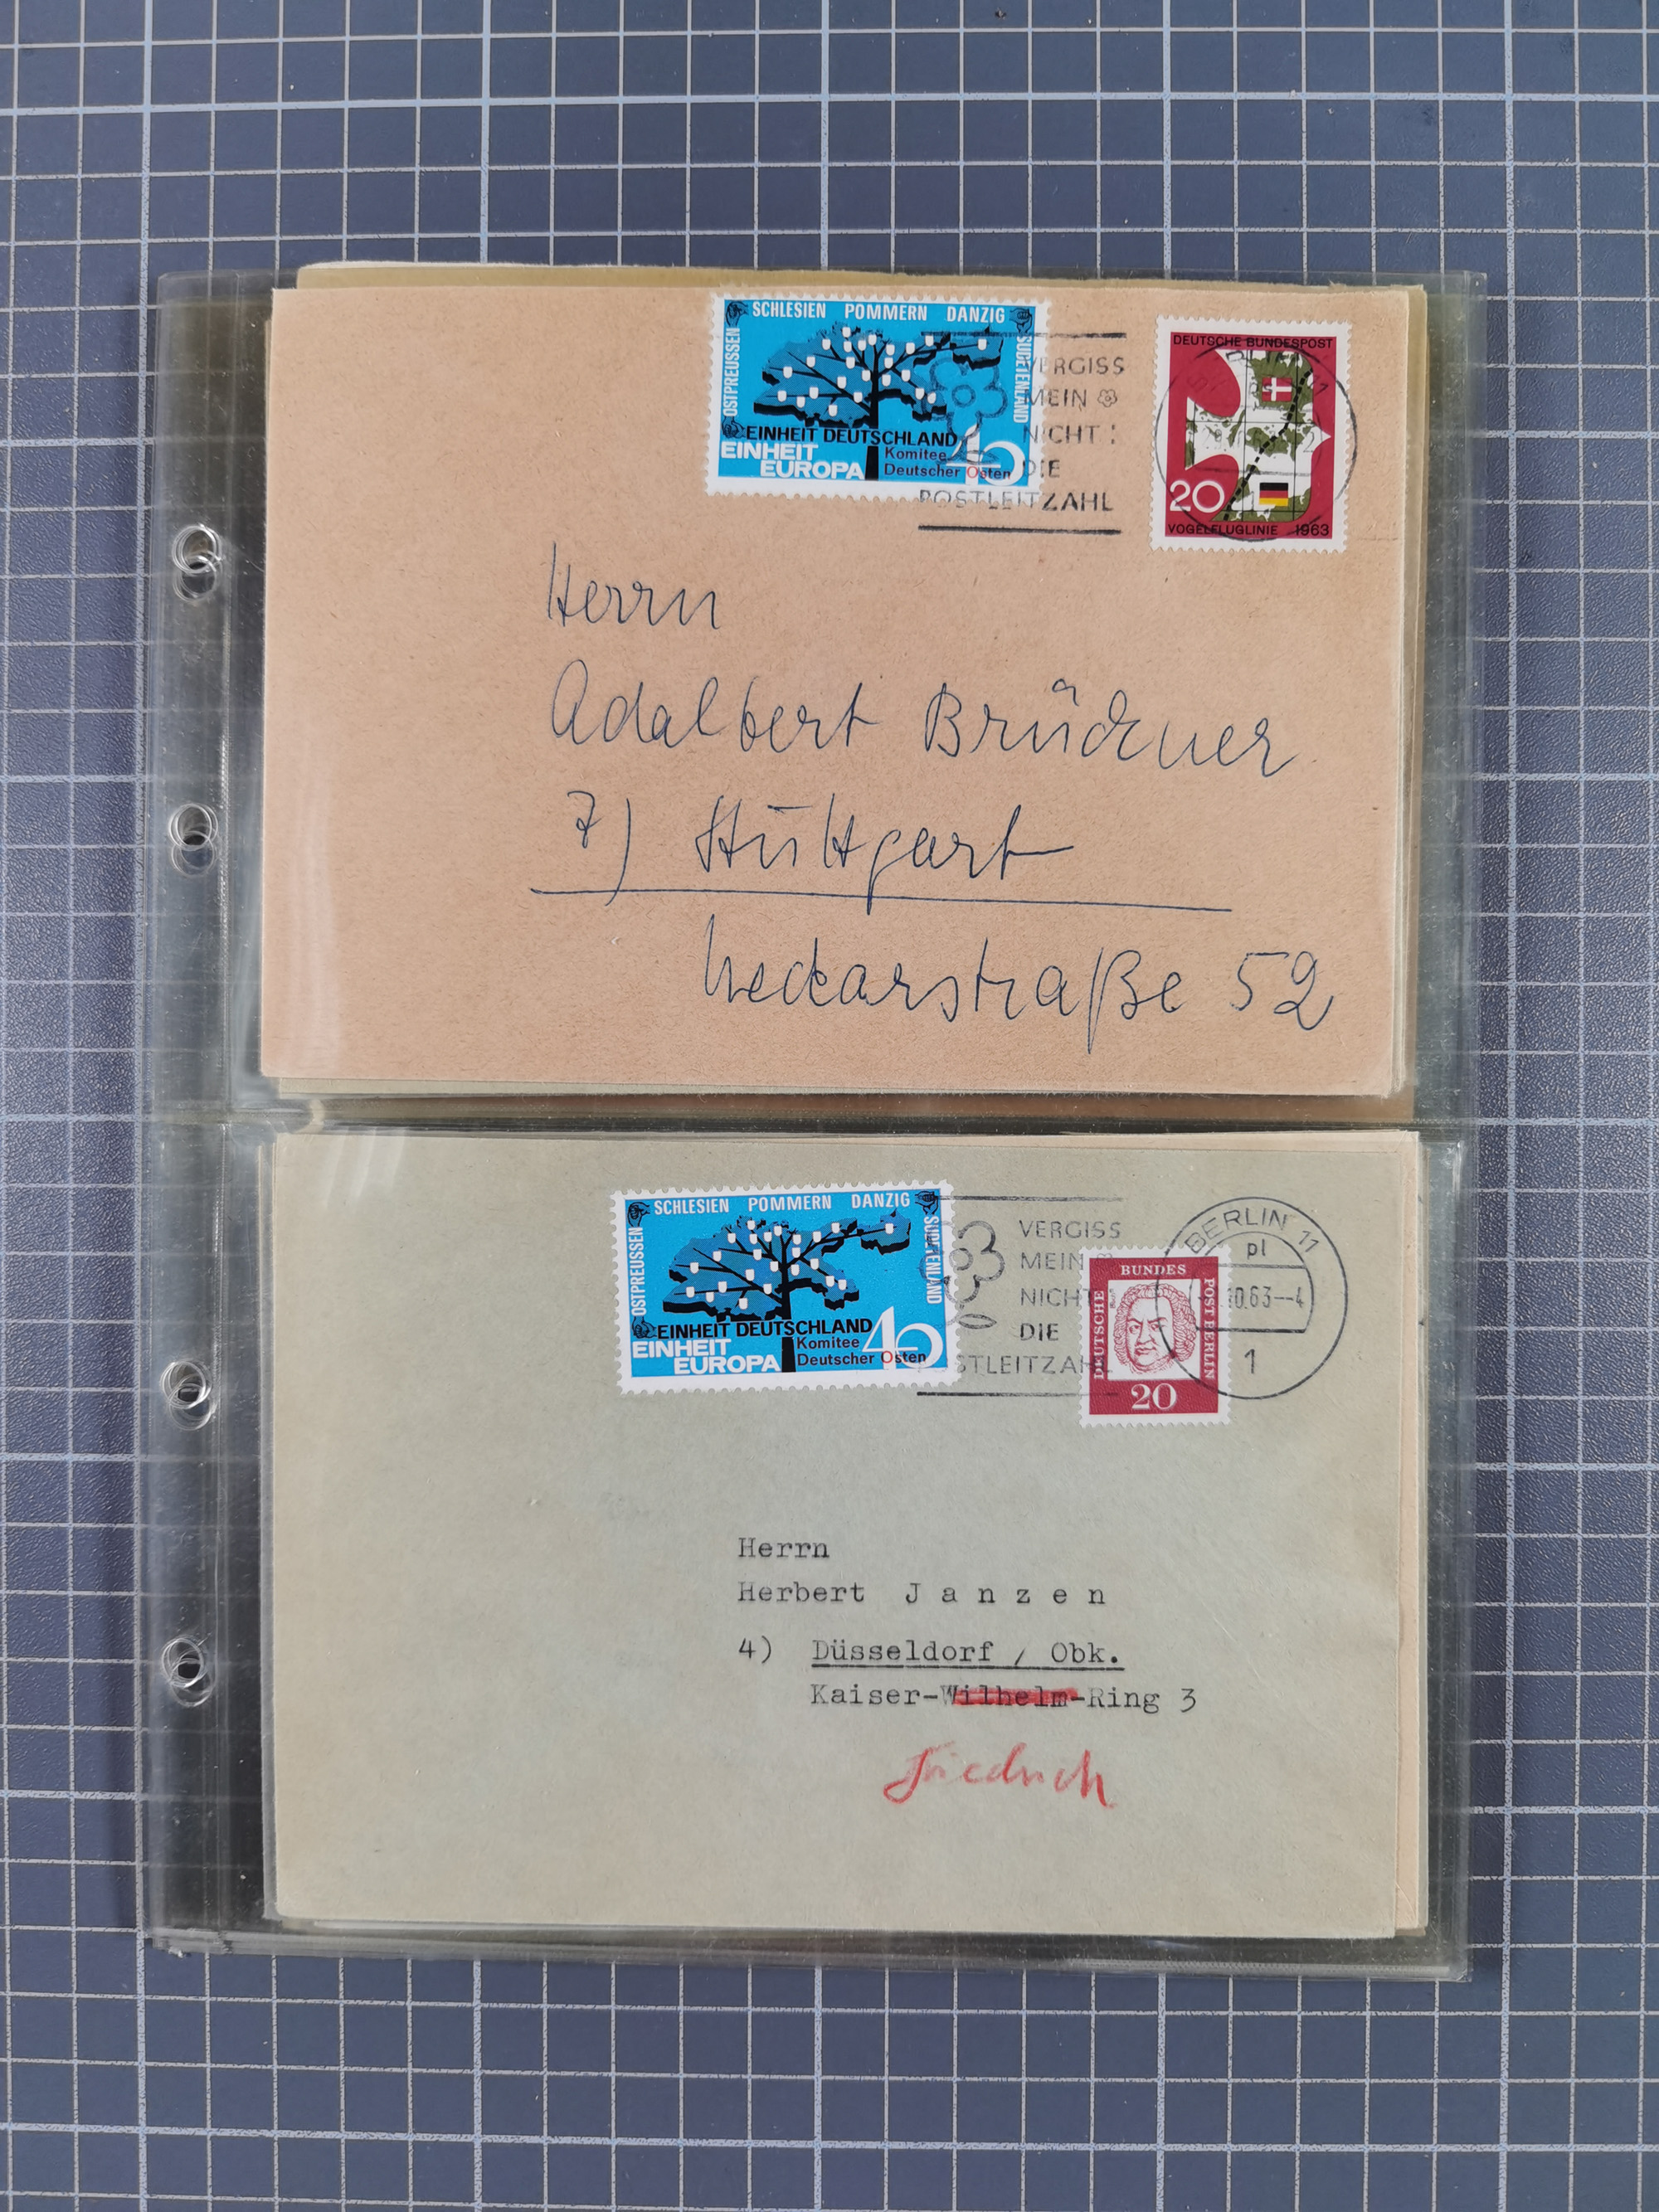 SCHLESIEN POMMERN DANZIG
OSTPREUSSEN
SUDETENLAND
EINHEIT DEUTSCHLAND
EINHEIT
EUROPA
Komitee
Deutscher Osten
40
VERGISS
MEIN
NICHT!
DIE
POSTLEITZAHL
DEUTSCHE BUNDESPOST
20
VOGELFLUGLINIE 1963
Herrn
Adalbert Brückner
7) Stuttgart
Neckarstraße 52
SCHLESIEN POMMERN DANZIG
OSTPREUSSEN
SUDETENLAND
EINHEIT DEUTSCHLAND
EINHEIT
EUROPA
Komitee
Deutscher Osten
40
VERGISS
MEIN
NICHT
DIE
STLEITZAHL
DEUTSCHE
BUNDES
POST BERLIN
20
BERLIN 11
pl
10.63--4
1
Herrn
Herbert Janzen
4) Düsseldorf / Obk.
Kaiser-Wilhelm-Ring 3
Friedrich